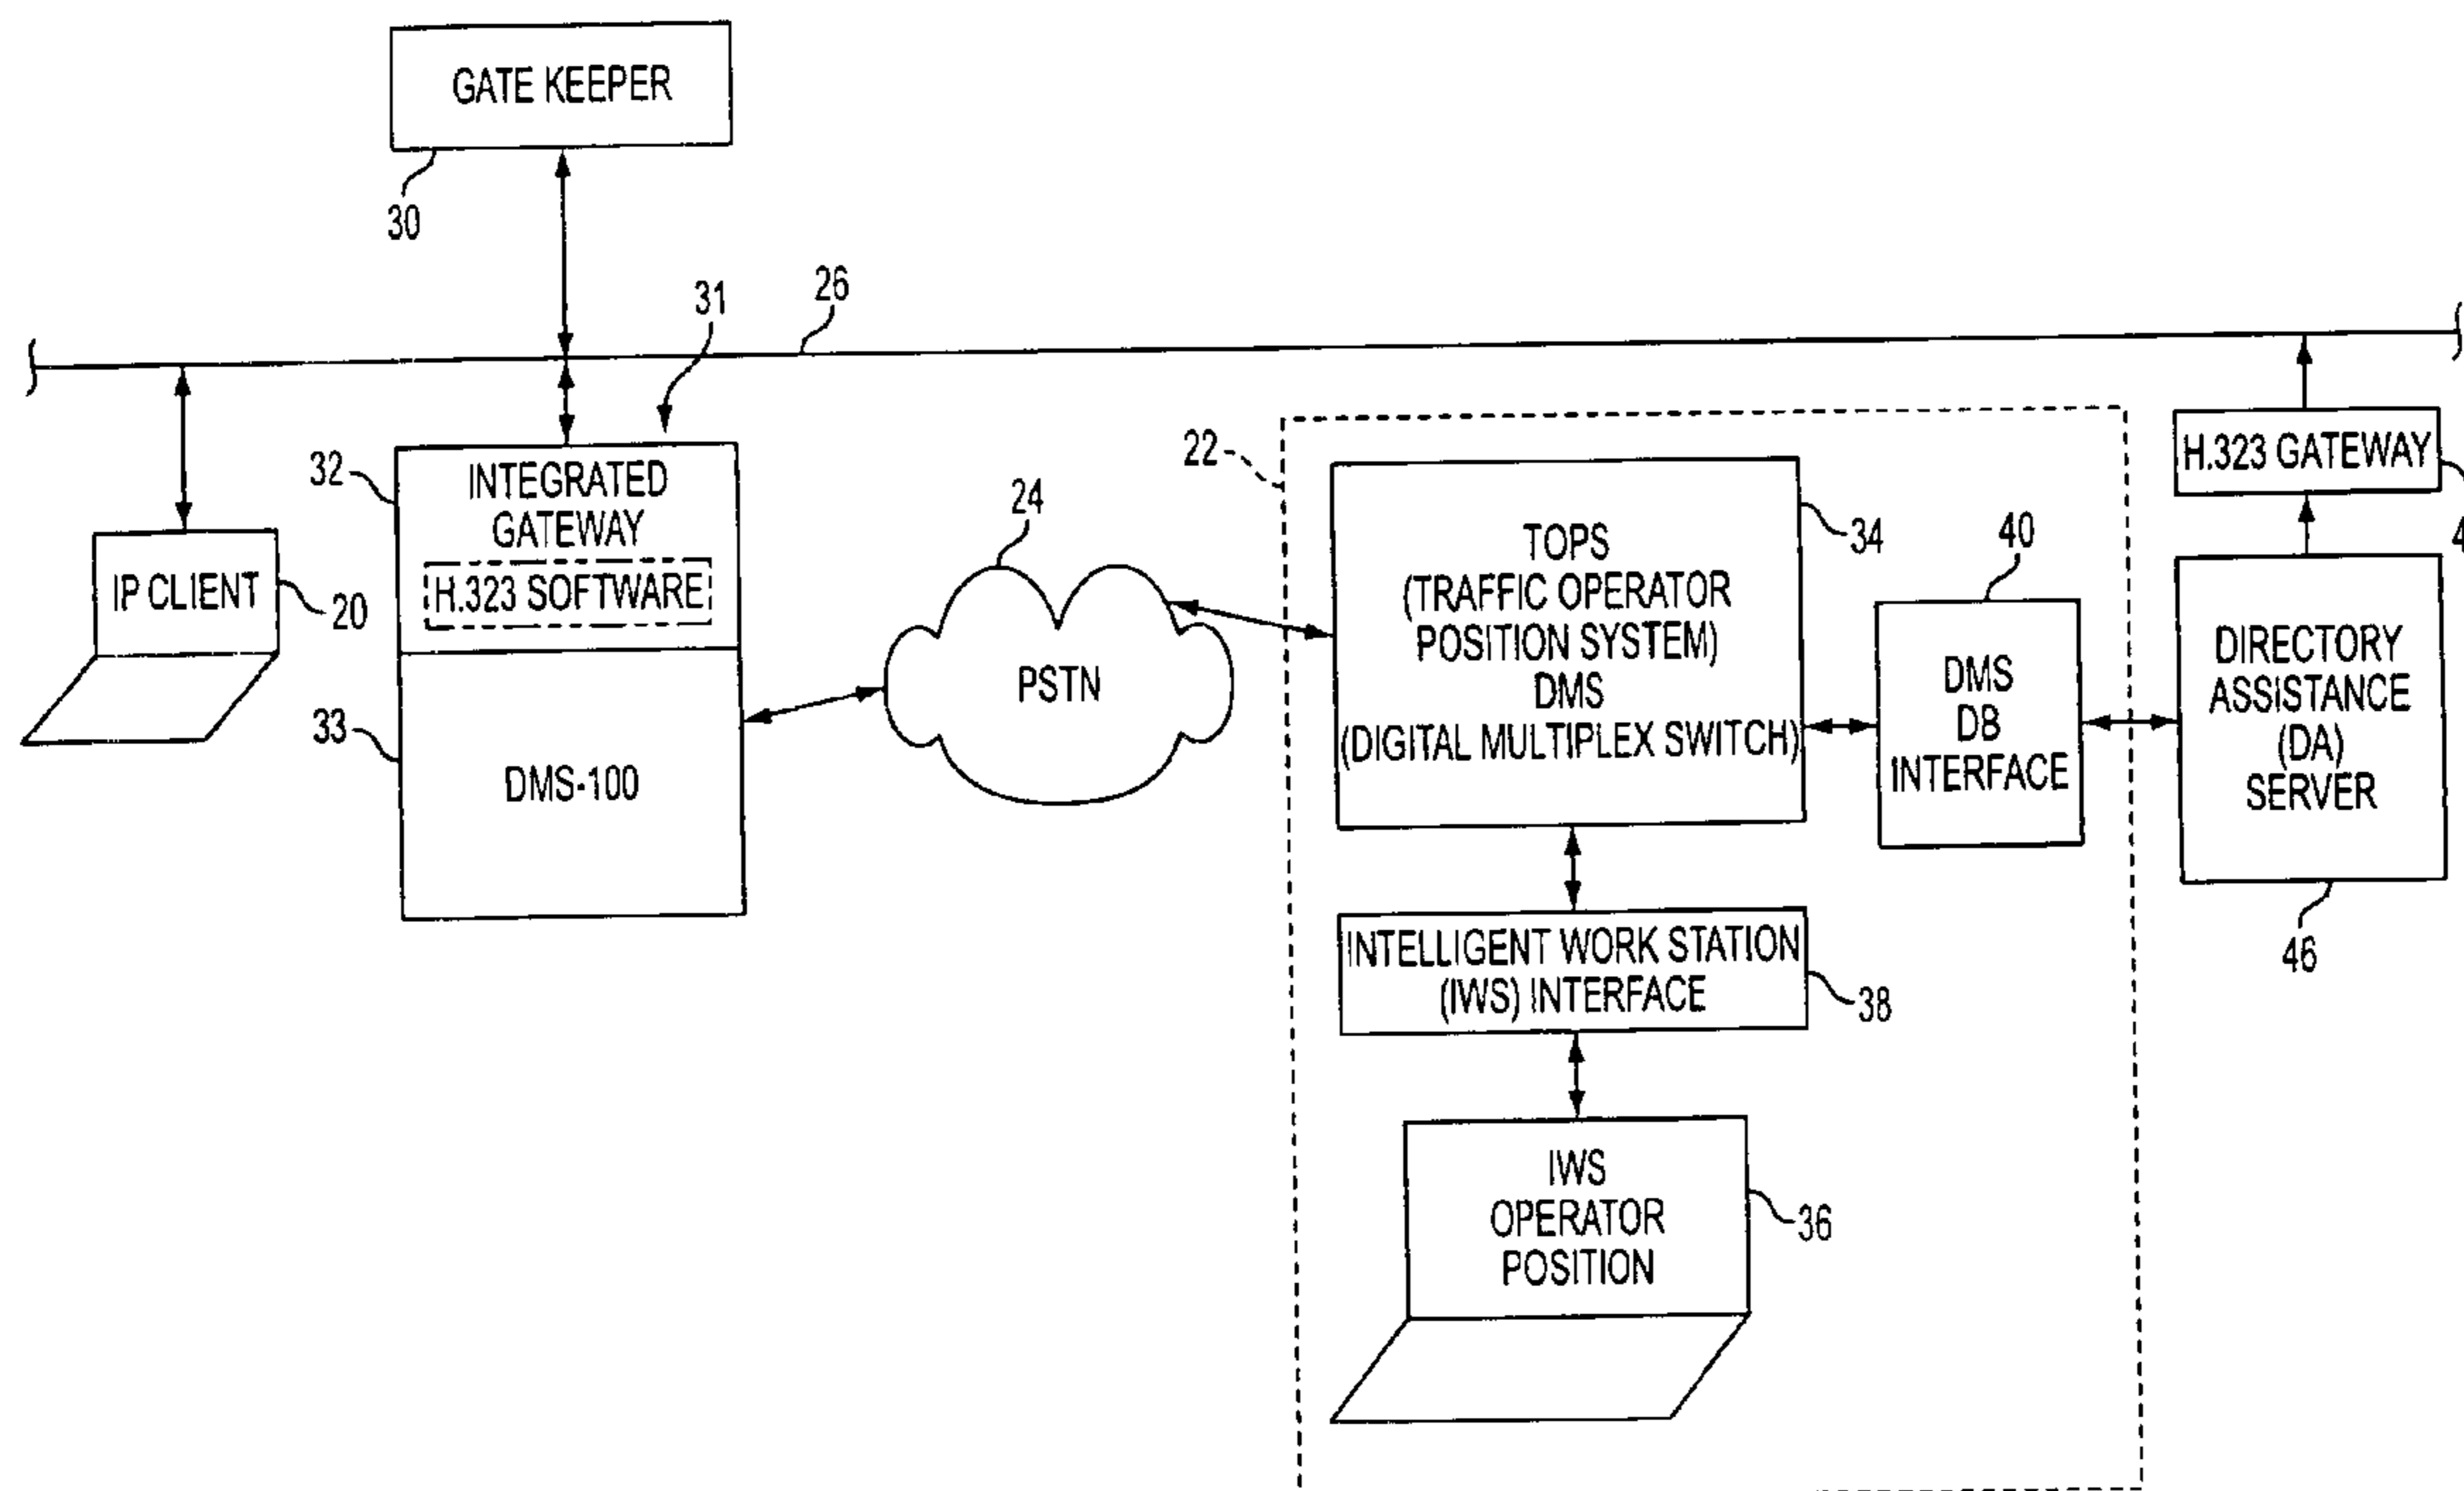 GATE KEEPER
30
31
26
32
INTEGRATED
GATEWAY
H.323 SOFTWARE
33
DMS-100
IP CLIENT
20
24
PSTN
22
TOPS
(TRAFFIC OPERATOR
POSITION SYSTEM)
DMS
(DIGITAL MULTIPLEX SWITCH)
34
40
DMS
DB
INTERFACE
H.323 GATEWAY
DIRECTORY
ASSISTANCE
(DA)
SERVER
46
INTELLIGENT WORK STATION
(IWS) INTERFACE
38
IWS
OPERATOR
POSITION
36